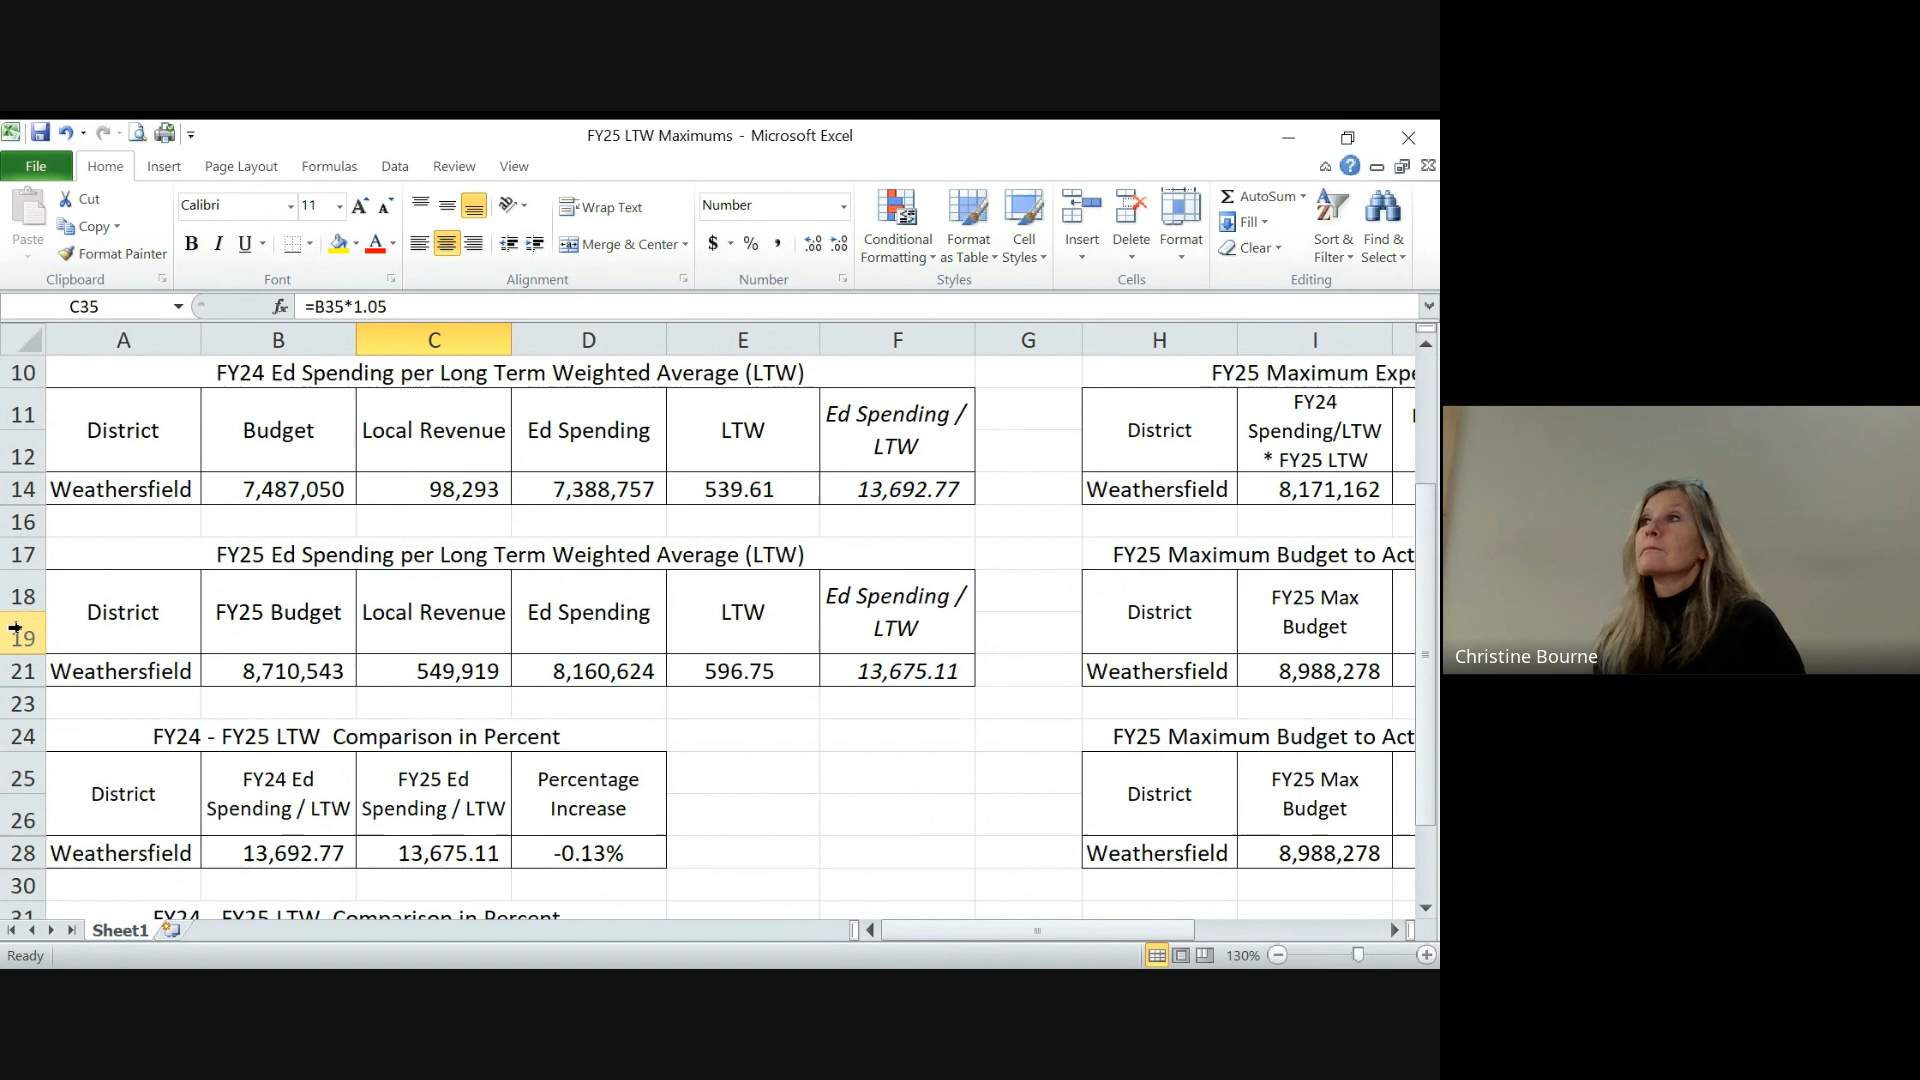 FY25 LTW Maximums - Microsoft Excel
File Home Insert Page Layout Formulas Data Review View
Paste
Cut
Copy
Format Painter
Clipboard
Calibri 11
B I U
Font
Wrap Text
Merge & Center
Alignment
Number
$ % ,
Number
Conditional Formatting
Format as Table
Cell Styles
Styles
Insert Delete Format
Cells
Σ AutoSum
Fill
Clear
Sort & Filter
Find & Select
Editing
C35 fx =B35*1.05
A B C D E F G H I
10 FY24 Ed Spending per Long Term Weighted Average (LTW) FY25 Maximum Expe
11
12
District Budget Local Revenue Ed Spending LTW Ed Spending / LTW District FY24 Spending/LTW * FY25 LTW
14 Weathersfield 7,487,050 98,293 7,388,757 539.61 13,692.77 Weathersfield 8,171,162
16
17 FY25 Ed Spending per Long Term Weighted Average (LTW) FY25 Maximum Budget to Act
18
19
District FY25 Budget Local Revenue Ed Spending LTW Ed Spending / LTW District FY25 Max Budget
21 Weathersfield 8,710,543 549,919 8,160,624 596.75 13,675.11 Weathersfield 8,988,278
23
24 FY24 - FY25 LTW Comparison in Percent FY25 Maximum Budget to Act
25
26
District FY24 Ed Spending / LTW FY25 Ed Spending / LTW Percentage Increase District FY25 Max Budget
28 Weathersfield 13,692.77 13,675.11 -0.13% Weathersfield 8,988,278
30
31 FY24 - FY25 LTW Comparison in Percent
Sheet1
Ready 130%
Christine Bourne